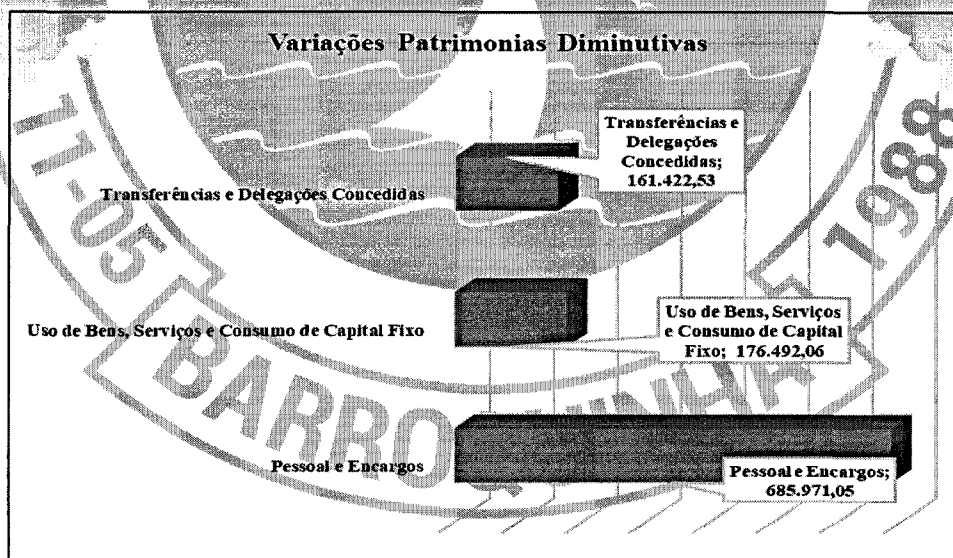 Variações Patrimonias Diminutivas
Transferências e
Delegações
Concedidas;
161.422,53
Transferências e Delegações Concedidas
Uso de Bens, Serviços
e Consumo de Capital
Fixo; 176.492,06
Uso de Bens, Serviços e Consumo de Capital Fixo
Pessoal e Encargos
Pessoal e Encargos;
685.971,05
11-05
1988